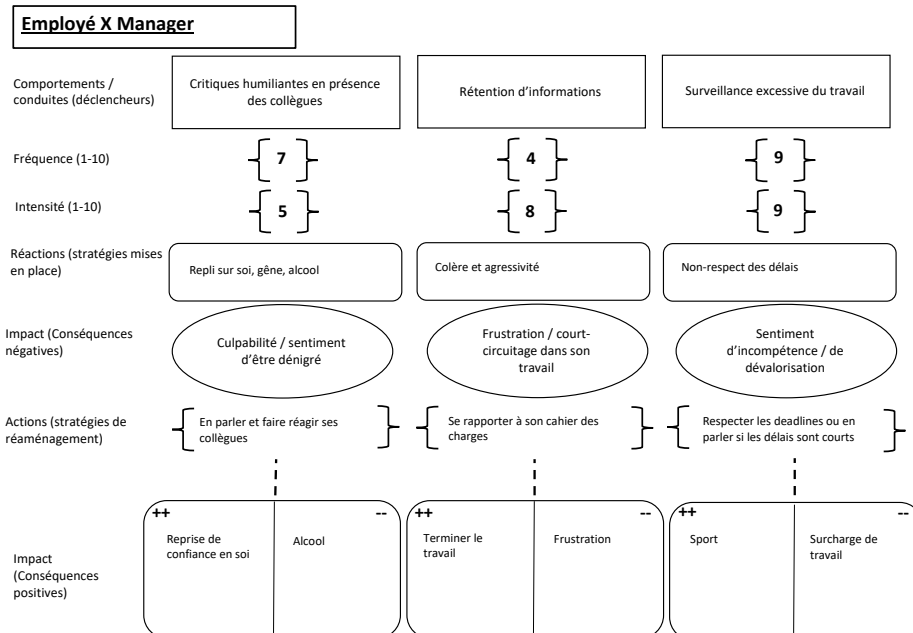 Employé X Manager
Comportements /
conduites (déclencheurs)
Critiques humiliantes en présence
des collègues
Rétention d'informations
Surveillance excessive du travail
Fréquence (1-10)
7
4
9
Intensité (1-10)
5
8
9
Réactions (stratégies mises
en place)
Repli sur soi, gêne, alcool
Colère et agressivité
Non-respect des délais
Impact (Conséquences
négatives)
Culpabilité / sentiment
d'être dénigré
Frustration / court-
circuitage dans son
travail
Sentiment
d'incompétence / de
dévalorisation
Actions (stratégies de
réaménagement)
En parler et faire réagir ses
collègues
Se rapporter à son cahier des
charges
Respecter les deadlines ou en
parler si les délais sont courts
Impact
(Conséquences
positives)
++
--
Reprise de
confiance en soi
Alcool
++
--
Terminer le
travail
Frustration
++
--
Sport
Surcharge de
travail